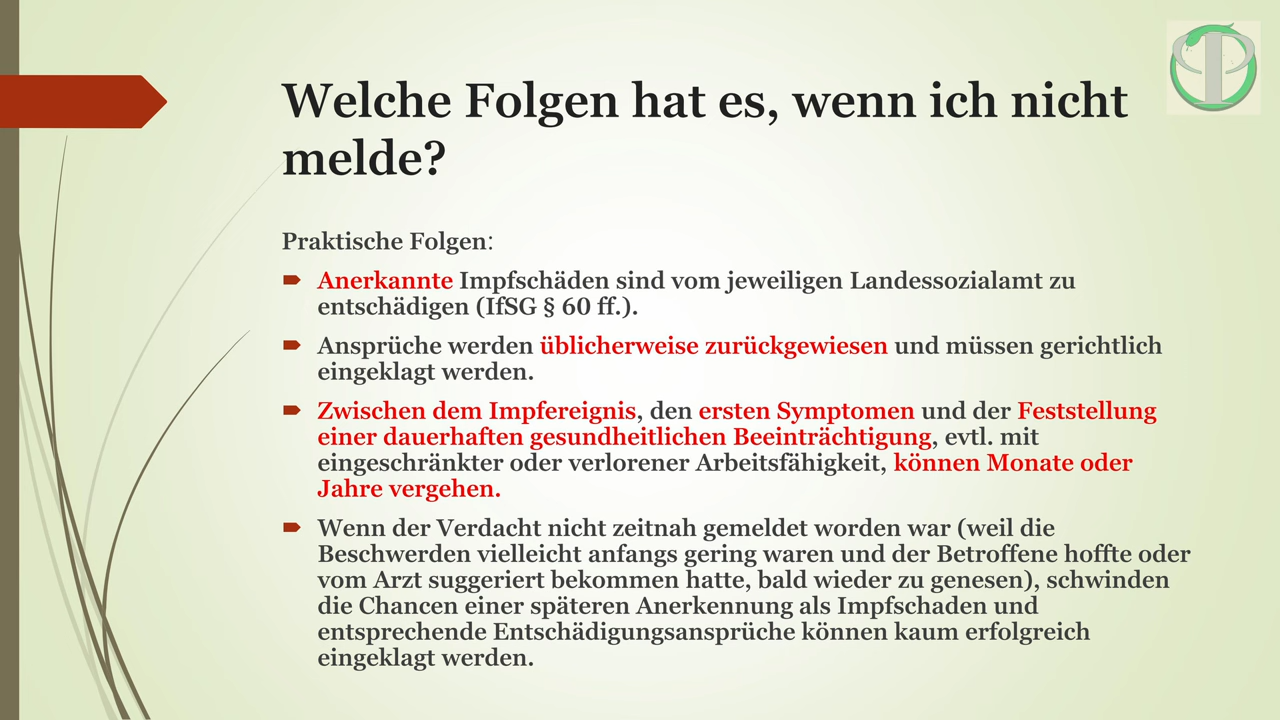 Welche Folgen hat es, wenn ich nicht
melde?
Praktische Folgen:
Anerkannte Impfschäden sind vom jeweiligen Landessozialamt zu
entschädigen (IfSG § 60 ff.).
Ansprüche werden üblicherweise zurückgewiesen und müssen gerichtlich
eingeklagt werden.
Zwischen dem Impfereignis, den ersten Symptomen und der Feststellung
einer dauerhaften gesundheitlichen Beeinträchtigung, evtl. mit
eingeschränkter oder verlorener Arbeitsfähigkeit, können Monate oder
Jahre vergehen.
Wenn der Verdacht nicht zeitnah gemeldet worden war (weil die
Beschwerden vielleicht anfangs gering waren und der Betroffene hoffte oder
vom Arzt suggeriert bekommen hatte, bald wieder zu genesen), schwinden
die Chancen einer späteren Anerkennung als Impfschaden und
entsprechende Entschädigungsansprüche können kaum erfolgreich
eingeklagt werden.